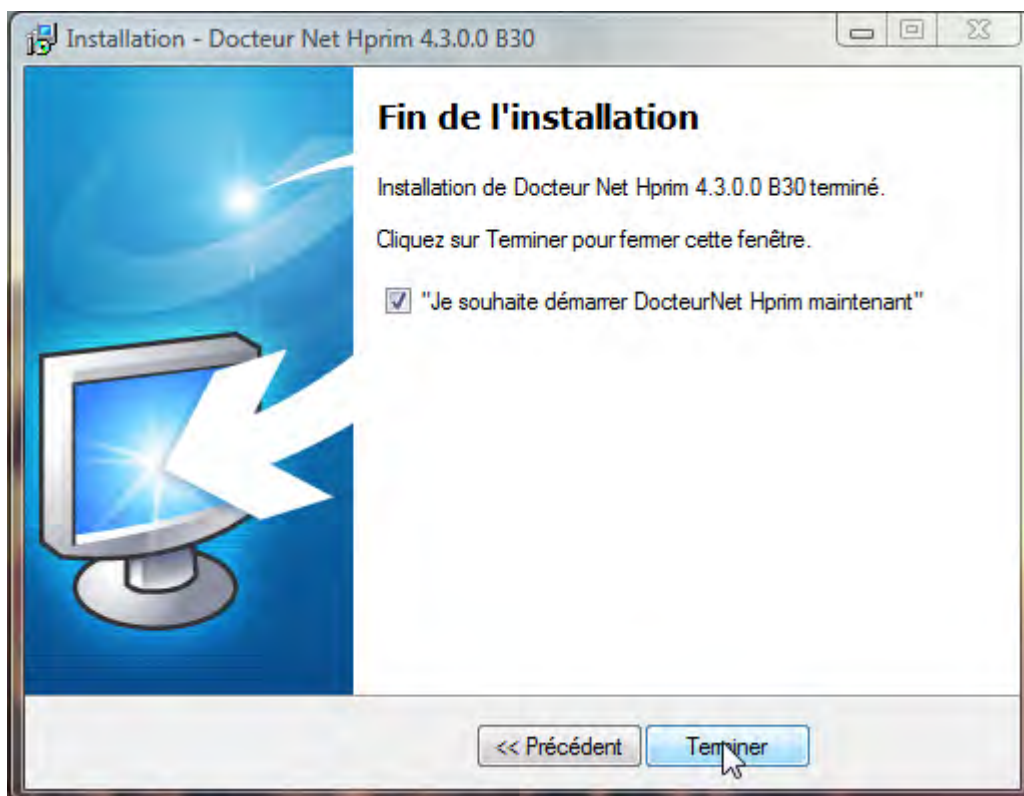 Installation - Docteur Net Hprim 4.3.0.0 B30
Fin de l'installation
Installation de Docteur Net Hprim 4.3.0.0 B30 terminé.
Cliquez sur Terminer pour fermer cette fenêtre.
"Je souhaite démarrer DocteurNet Hprim maintenant"
<< Précédent Terminer